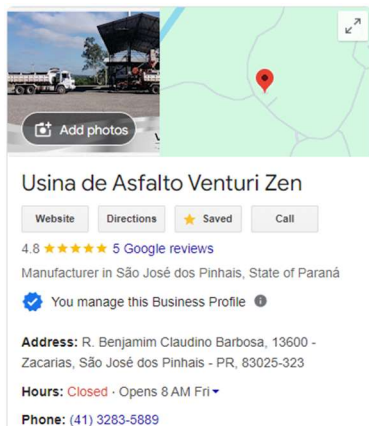 Add photos
Usina de Asfalto Venturi Zen
Website Directions Saved Call
4.8 5 Google reviews
Manufacturer in São José dos Pinhais, State of Paraná
You manage this Business Profile
Address: R. Benjamim Claudino Barbosa, 13600 -
Zacarias, São José dos Pinhais - PR, 83025-323
Hours: Closed · Opens 8 AM Fri
Phone: (41) 3283-5889